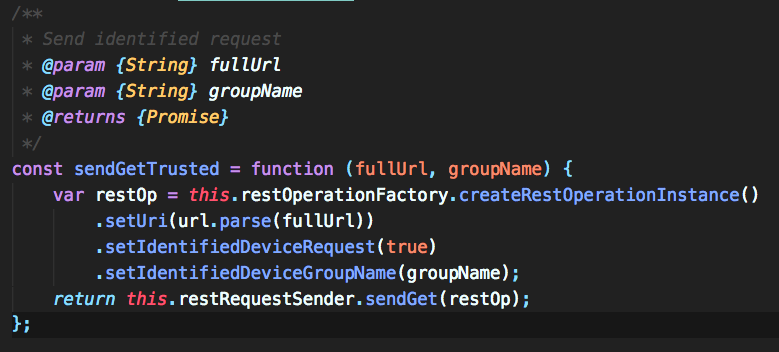 /**
 * Send identified request
 * @param {String} fullUrl
 * @param {String} groupName
 * @returns {Promise}
 */
const sendGetTrusted = function (fullUrl, groupName) {
    var restOp = this.restOperationFactory.createRestOperationInstance()
        .setUri(url.parse(fullUrl))
        .setIdentifiedDeviceRequest(true)
        .setIdentifiedDeviceGroupName(groupName);
    return this.restRequestSender.sendGet(restOp);
};